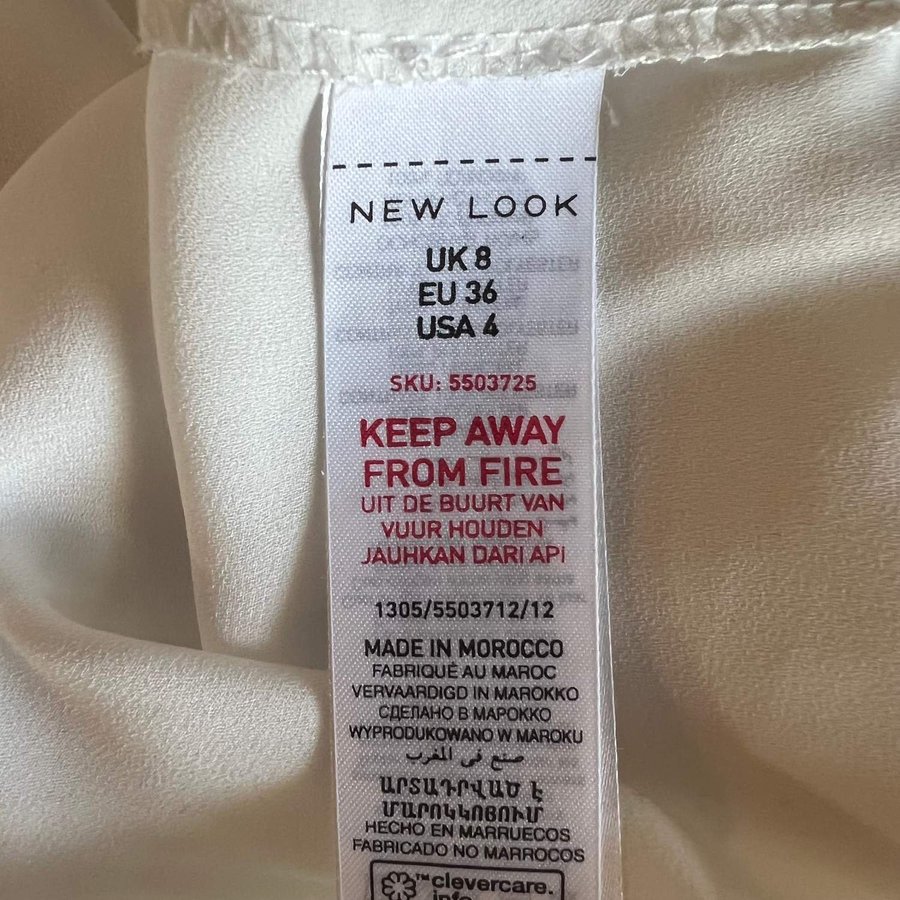 NEW LOOK
UK 8
EU 36
USA 4
SKU: 5503725
KEEP AWAY
FROM FIRE
UIT DE BUURT VAN
VUUR HOUDEN
JAUHKAN DARI API
1305/5503712/12
MADE IN MOROCCO
FABRIQUÉ AU MAROC
VERVAARDIGD IN MAROKKO
СДЕЛАНО В МАРОККО
WYPRODUKOWANO W MAROKU
صنع في المغرب
ԱՐՏԱԴՐՎԱԾ Է
ՄԱՐՈԿԿՈՅՈՒՄ
HECHO EN MARRUECOS
FABRICADO NO MARROCOS
™clevercare.
info